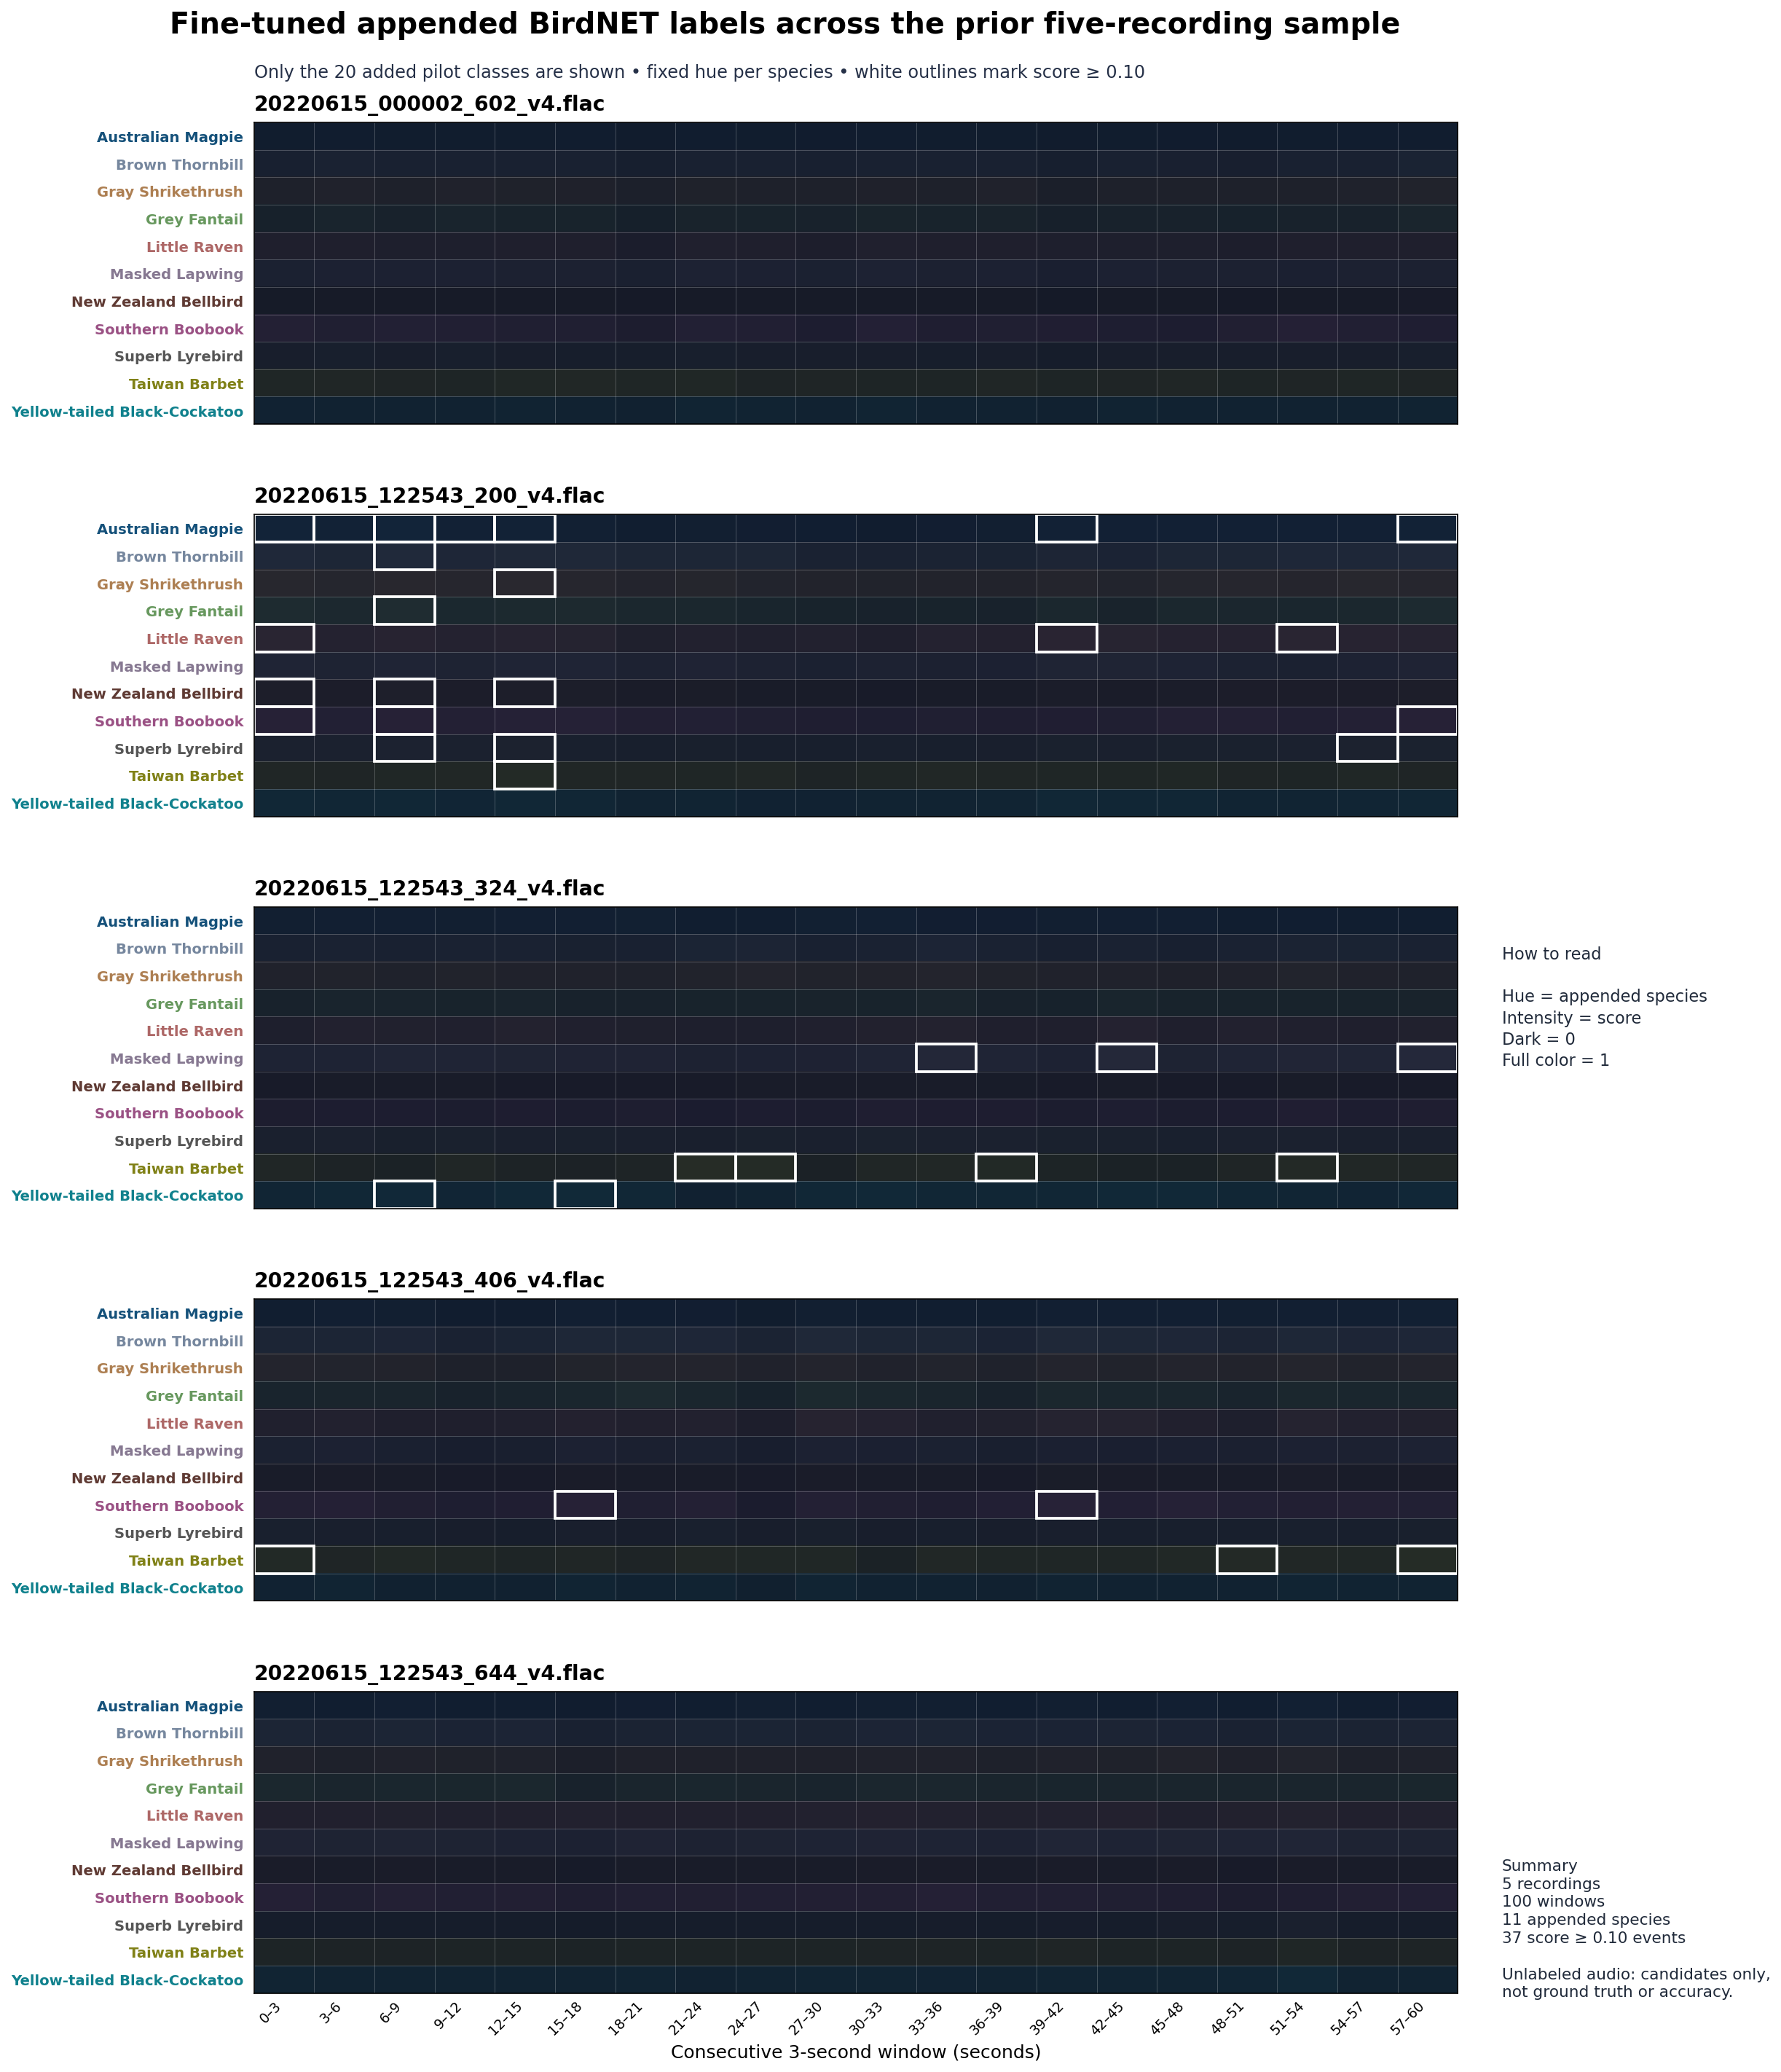 Fine-tuned appended BirdNET labels across the prior five-recording sample
Only the 20 added pilot classes are shown • fixed hue per species • white outlines mark score ≥ 0.10
20220615_000002_602_v4.flac
Australian Magpie
Brown Thornbill
Gray Shrikethrush
Grey Fantail
Little Raven
Masked Lapwing
New Zealand Bellbird
Southern Boobook
Superb Lyrebird
Taiwan Barbet
Yellow-tailed Black-Cockatoo
20220615_122543_200_v4.flac
Australian Magpie
Brown Thornbill
Gray Shrikethrush
Grey Fantail
Little Raven
Masked Lapwing
New Zealand Bellbird
Southern Boobook
Superb Lyrebird
Taiwan Barbet
Yellow-tailed Black-Cockatoo
20220615_122543_324_v4.flac
Australian Magpie
Brown Thornbill
Gray Shrikethrush
Grey Fantail
Little Raven
Masked Lapwing
New Zealand Bellbird
Southern Boobook
Superb Lyrebird
Taiwan Barbet
Yellow-tailed Black-Cockatoo
How to read
Hue = appended species
Intensity = score
Dark = 0
Full color = 1
20220615_122543_406_v4.flac
Australian Magpie
Brown Thornbill
Gray Shrikethrush
Grey Fantail
Little Raven
Masked Lapwing
New Zealand Bellbird
Southern Boobook
Superb Lyrebird
Taiwan Barbet
Yellow-tailed Black-Cockatoo
20220615_122543_644_v4.flac
Australian Magpie
Brown Thornbill
Gray Shrikethrush
Grey Fantail
Little Raven
Masked Lapwing
New Zealand Bellbird
Southern Boobook
Superb Lyrebird
Taiwan Barbet
Yellow-tailed Black-Cockatoo
Summary
5 recordings
100 windows
11 appended species
37 score ≥ 0.10 events
Unlabeled audio: candidates only,
not ground truth or accuracy.
0–3 3–6 6–9 9–12 12–15 15–18 18–21 21–24 24–27 27–30 30–33 33–36 36–39 39–42 42–45 45–48 48–51 51–54 54–57 57–60
Consecutive 3-second window (seconds)